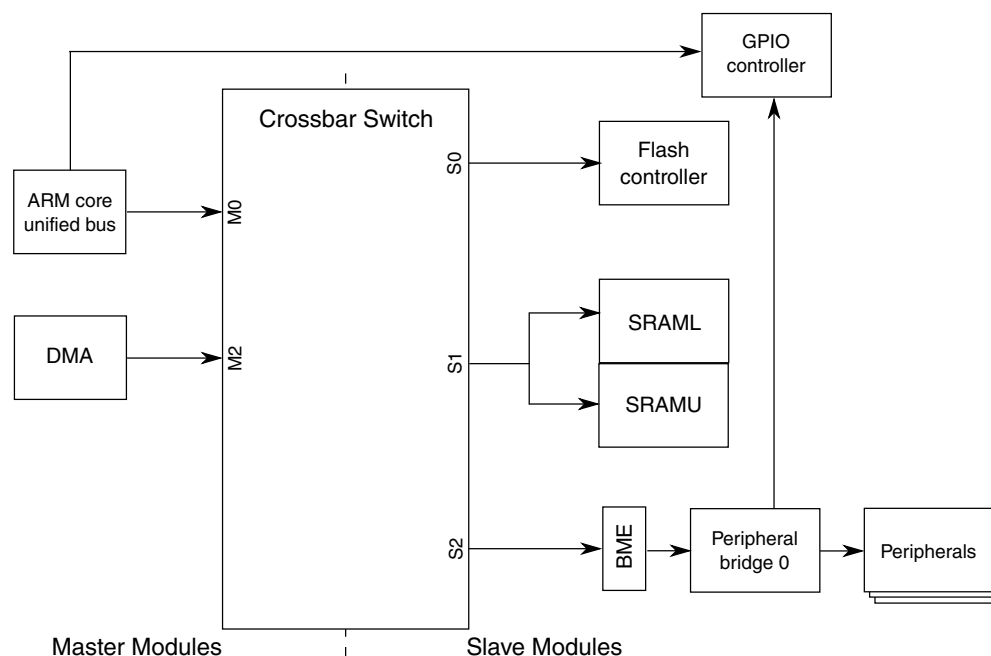 GPIO
controller
Crossbar Switch
S0
Flash
controller
ARM core
unified bus
M0
SRAML
DMA
M2
S1
SRAMU
S2
BME
Peripheral
bridge 0
Peripherals
Master Modules
Slave Modules